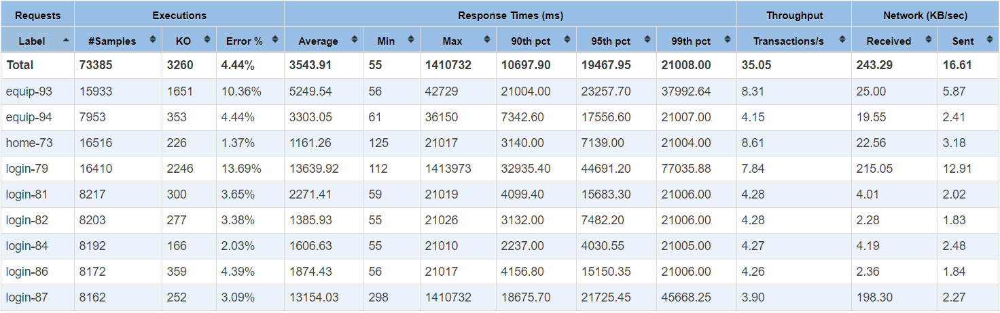 Requests Executions Response Times (ms) Throughput Network (KB/sec)
Label #Samples KO Error % Average Min Max 90th pct 95th pct 99th pct Transactions/s Received Sent
Total 73385 3260 4.44% 3543.91 55 1410732 10697.90 19467.95 21008.00 35.05 243.29 16.61
equip-93 15933 1651 10.36% 5249.54 56 42729 21004.00 23257.70 37992.64 8.31 25.00 5.87
equip-94 7953 353 4.44% 3303.05 61 36150 7342.60 17556.60 21007.00 4.15 19.55 2.41
home-73 16516 226 1.37% 1161.26 125 21017 3140.00 7139.00 21004.00 8.61 22.56 3.18
login-79 16410 2246 13.69% 13639.92 112 1413973 32935.40 44691.20 77035.88 7.84 215.05 12.91
login-81 8217 300 3.65% 2271.41 59 21019 4099.40 15683.30 21006.00 4.28 4.01 2.02
login-82 8203 277 3.38% 1385.93 55 21026 3132.00 7482.20 21006.00 4.28 2.28 1.83
login-84 8192 166 2.03% 1606.63 55 21010 2237.00 4030.55 21005.00 4.27 4.19 2.48
login-86 8172 359 4.39% 1874.43 56 21017 4156.80 15150.35 21006.00 4.26 2.36 1.84
login-87 8162 252 3.09% 13154.03 298 1410732 18675.70 21725.45 45668.25 3.90 198.30 2.27